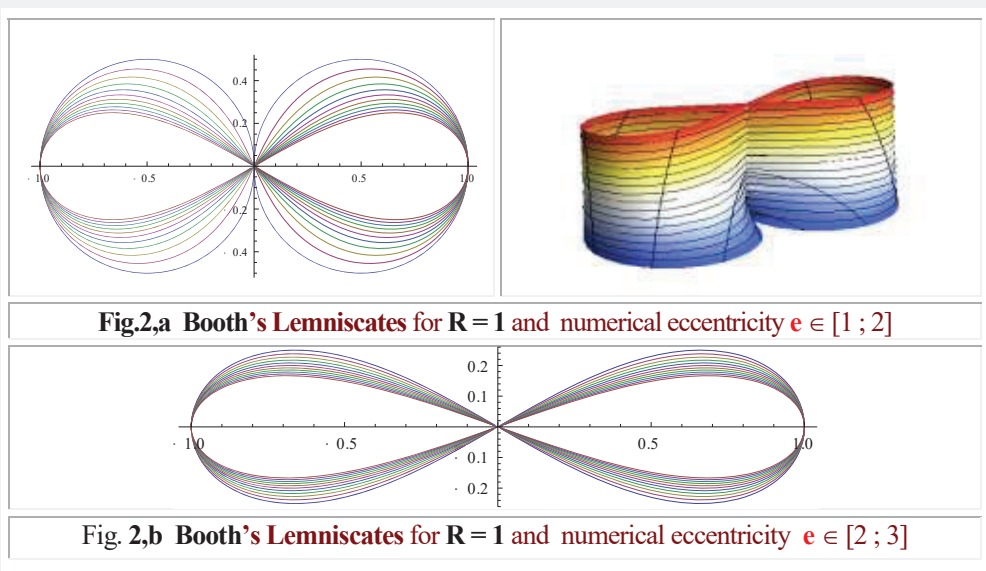 0.4
0.2
· 1.0 · 0.5 0.5 1.0
· 0.2
· 0.4
Fig.2,a Booth's Lemniscates for R = 1 and numerical eccentricity e ∈ [1 ; 2]
0.2
0.1
· 1.0 · 0.5 0.5 1.0
· 0.1
· 0.2
Fig. 2,b Booth's Lemniscates for R = 1 and numerical eccentricity e ∈ [2 ; 3]